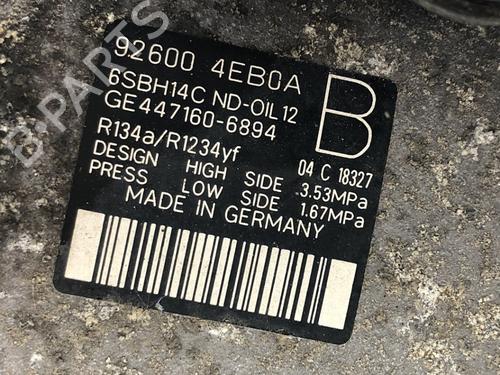 92600 4EB0A
6SBH14C ND-OIL12
GE447160-6894
B
R134a/R1234yf 04 C 18327
DESIGN HIGH SIDE 3.53MPa
PRESS LOW SIDE 1.67MPa
MADE IN GERMANY
B-PARTS